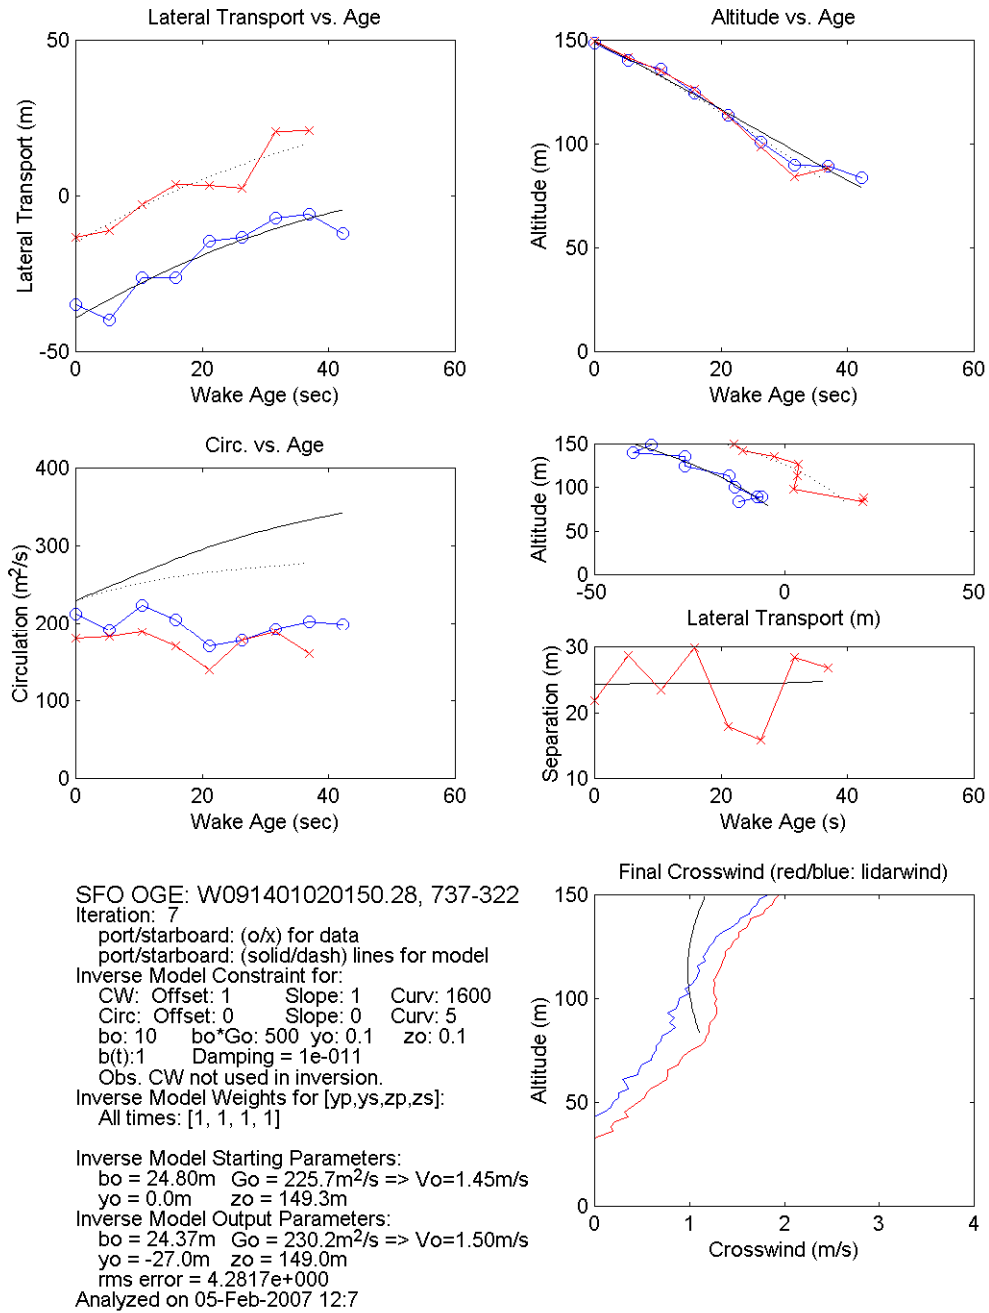 Lateral Transport vs. Age
50
0
-50
Lateral Transport (m)
0 20 40 60
Wake Age (sec)
Altitude vs. Age
150
100
50
0
Altitude (m)
0 20 40 60
Wake Age (sec)
Circ. vs. Age
400
300
200
100
0
Circulation (m²/s)
0 20 40 60
Wake Age (sec)
150
100
50
0
Altitude (m)
-50 0 50
Lateral Transport (m)
30
20
10
Separation (m)
0 20 40 60
Wake Age (s)
SFO OGE: W091401020150.28, 737-322
Iteration: 7
port/starboard: (o/x) for data
port/starboard: (solid/dash) lines for model
Inverse Model Constraint for:
CW: Offset: 1 Slope: 1 Curv: 1600
Circ: Offset: 0 Slope: 0 Curv: 5
bo: 10 bo*Go: 500 yo: 0.1 zo: 0.1
b(t):1 Damping = 1e-011
Obs. CW not used in inversion.
Inverse Model Weights for [yp,ys,zp,zs]:
All times: [1, 1, 1, 1]
Inverse Model Starting Parameters:
bo = 24.80m Go = 225.7m²/s => Vo=1.45m/s
yo = 0.0m zo = 149.3m
Inverse Model Output Parameters:
bo = 24.37m Go = 230.2m²/s => Vo=1.50m/s
yo = -27.0m zo = 149.0m
rms error = 4.2817e+000
Analyzed on 05-Feb-2007 12:7
Final Crosswind (red/blue: lidarwind)
150
100
50
0
Altitude (m)
0 1 2 3 4
Crosswind (m/s)